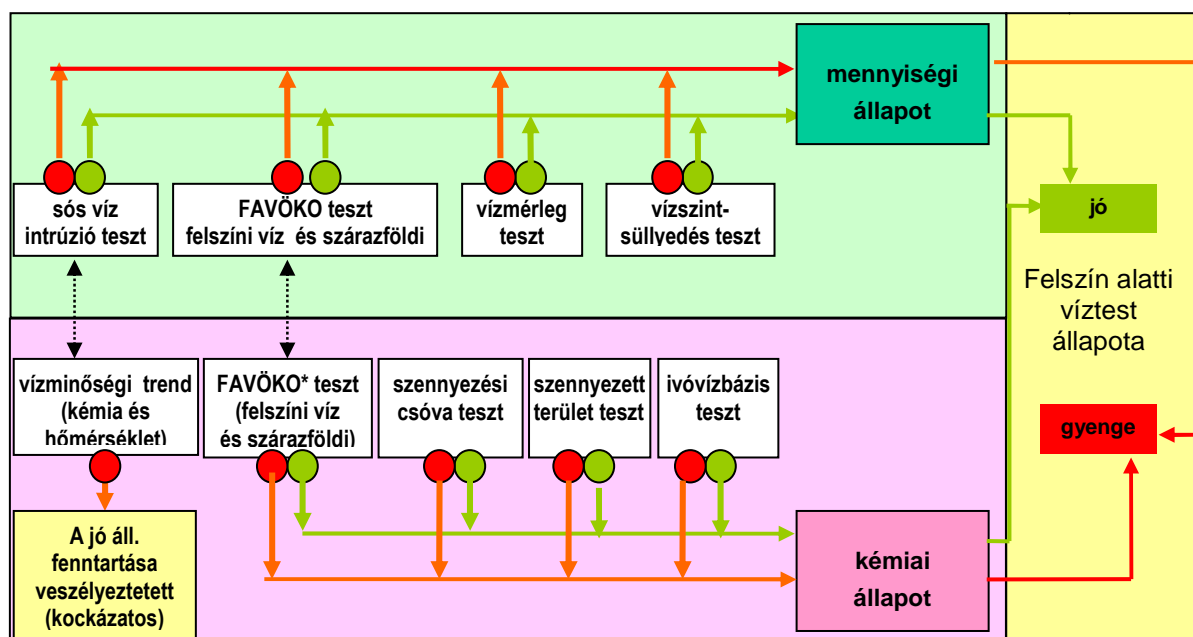 mennyiségi
állapot
sós víz
intrúzió teszt
FAVÖKO teszt
felszíni víz és szárazföldi
vízmérleg
teszt
vízszint-
süllyedés teszt
jó
Felszín alatti
víztest
állapota
vízminőségi trend
(kémia és
hőmérséklet)
FAVÖKO* teszt
(felszíni víz
és szárazföldi)
szennyezési
csóva teszt
szennyezett
terület teszt
ivóvízbázis
teszt
gyenge
A jó áll.
fenntartása
veszélyeztetett
(kockázatos)
kémiai
állapot